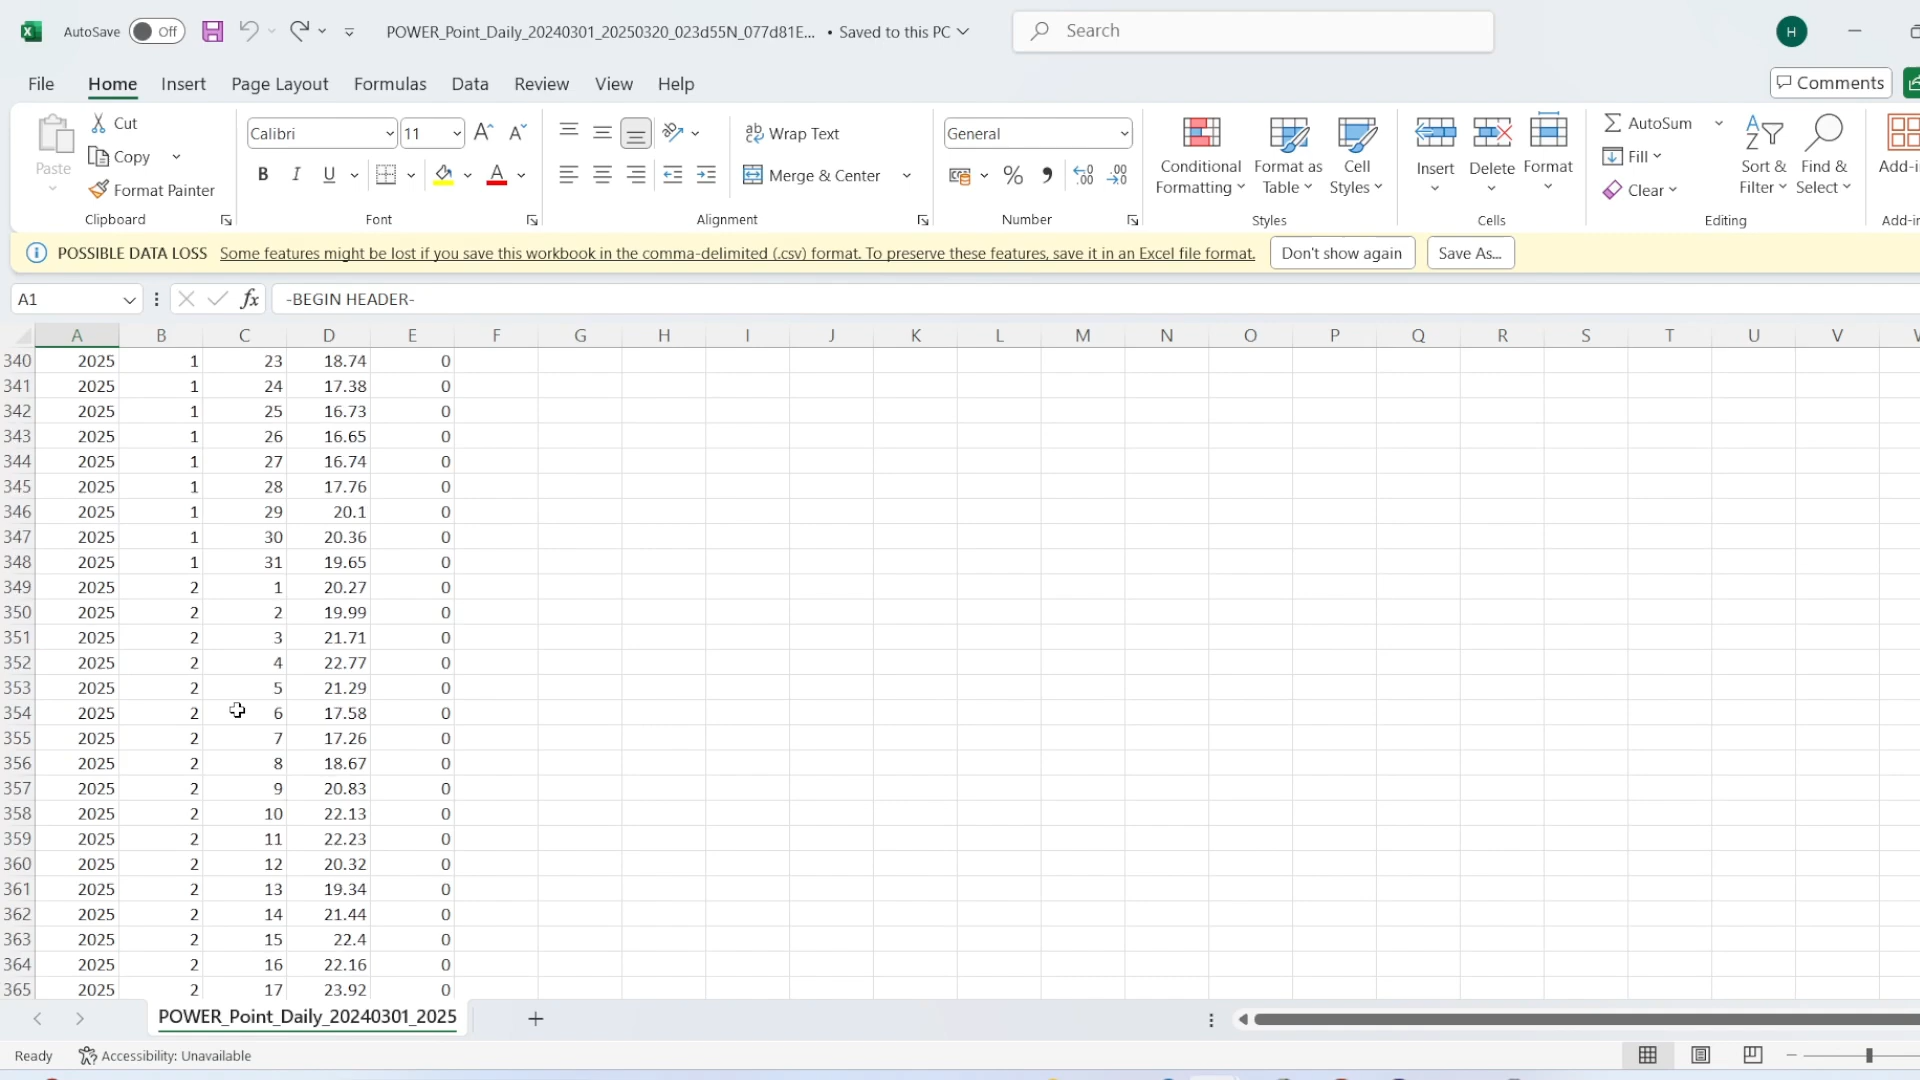 AutoSave Off POWER_Point_Daily_20240301_20250320_023d55N_077d81E... • Saved to this PC Search H
File Home Insert Page Layout Formulas Data Review View Help Comments
Paste Cut Copy Format Painter Clipboard
Calibri 11 B I U A Font
Wrap Text Merge & Center Alignment
General % Number
Conditional Formatting Format as Table Cell Styles Styles
Insert Delete Format Cells
AutoSum Fill Clear Sort & Filter Find & Select Editing
Add-i
Add-in
POSSIBLE DATA LOSS Some features might be lost if you save this workbook in the comma-delimited (.csv) format. To preserve these features, save it in an Excel file format. Don't show again Save As...
A1 fx -BEGIN HEADER-
A B C D E F G H I J K L M N O P Q R S T U V
340 2025 1 23 18.74 0
341 2025 1 24 17.38 0
342 2025 1 25 16.73 0
343 2025 1 26 16.65 0
344 2025 1 27 16.74 0
345 2025 1 28 17.76 0
346 2025 1 29 20.1 0
347 2025 1 30 20.36 0
348 2025 1 31 19.65 0
349 2025 2 1 20.27 0
350 2025 2 2 19.99 0
351 2025 2 3 21.71 0
352 2025 2 4 22.77 0
353 2025 2 5 21.29 0
354 2025 2 6 17.58 0
355 2025 2 7 17.26 0
356 2025 2 8 18.67 0
357 2025 2 9 20.83 0
358 2025 2 10 22.13 0
359 2025 2 11 22.23 0
360 2025 2 12 20.32 0
361 2025 2 13 19.34 0
362 2025 2 14 21.44 0
363 2025 2 15 22.4 0
364 2025 2 16 22.16 0
365 2025 2 17 23.92 0
POWER_Point_Daily_20240301_2025
Ready Accessibility: Unavailable